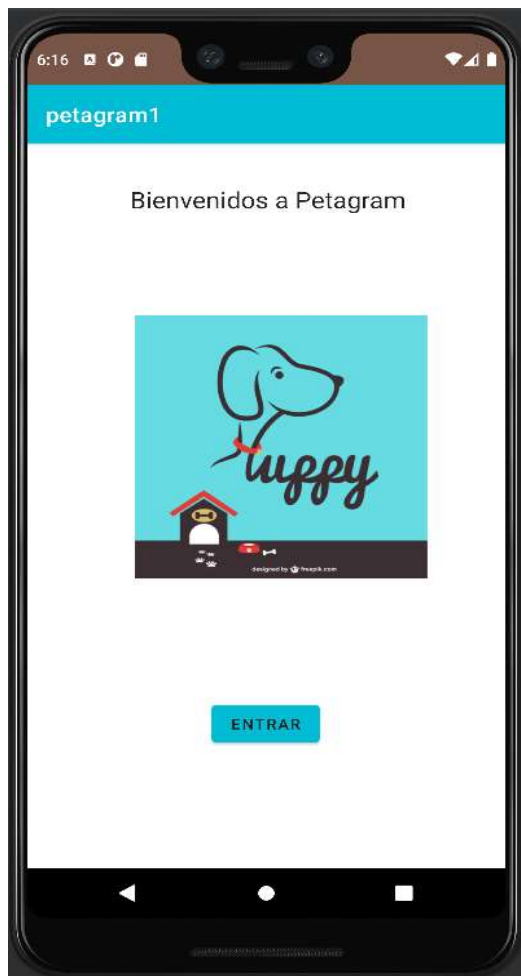 6:16
petagram1
Bienvenidos a Petagram
Puppy
designed by freepik.com
ENTRAR